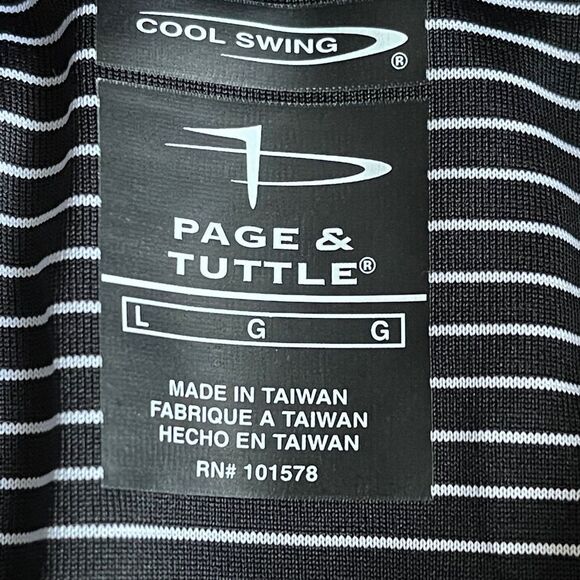 COOL SWING ®
PAGE &
TUTTLE®
L G G
MADE IN TAIWAN
FABRIQUE A TAIWAN
HECHO EN TAIWAN
RN# 101578